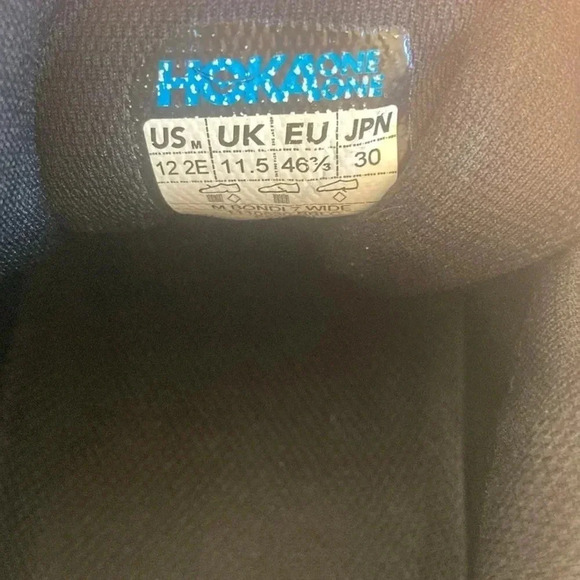 HOKA ONE ONE
US M UK EU JPN
12 2E 11.5 46⅔ 30
M BONDI 7 WIDE